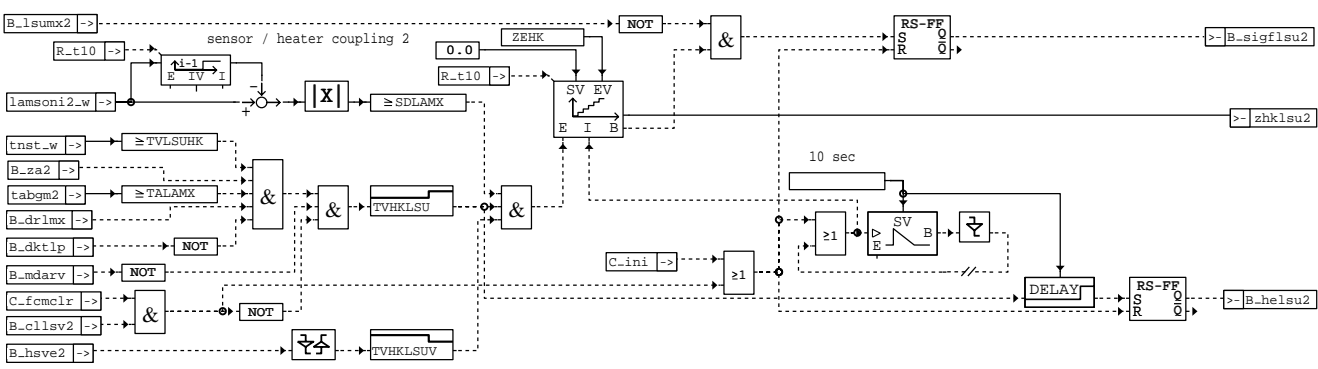 B_lsumx2 ->
NOT
&
RS-FF
S Q
R Q
>- B_sigflsu2
sensor / heater coupling 2
R_t10 ->
i-1
E IV I
ZEHK
0.0
R_t10 ->
SV EV
E I B
lamsoni2_w ->
-
+
|X|
≥SDLAMX
>- zhklsu2
tnst_w ->
≥TVLSUHK
B_za2 ->
tabgm2 ->
≥TALAMX
B_drlmx ->
B_dktlp ->
NOT
&
&
TVHKLSU
&
10 sec
≥1
SV
B
E
B_mdarv ->
NOT
C_ini ->
≥1
C_fcmclr ->
B_cllsv2 ->
&
NOT
DELAY
RS-FF
S Q
R Q
>- B_helsu2
B_hsve2 ->
TVHKLSUV